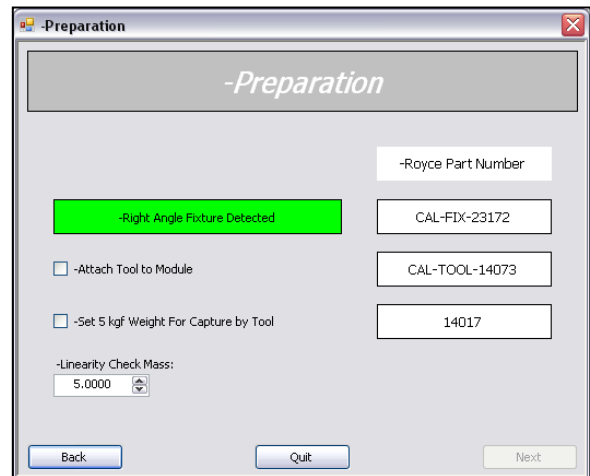 -Preparation
-Preparation
-Royce Part Number
-Right Angle Fixture Detected
CAL-FIX-23172
-Attach Tool to Module
CAL-TOOL-14073
-Set 5 kgf Weight For Capture by Tool
14017
-Linearity Check Mass:
5.0000
Back
Quit
Next